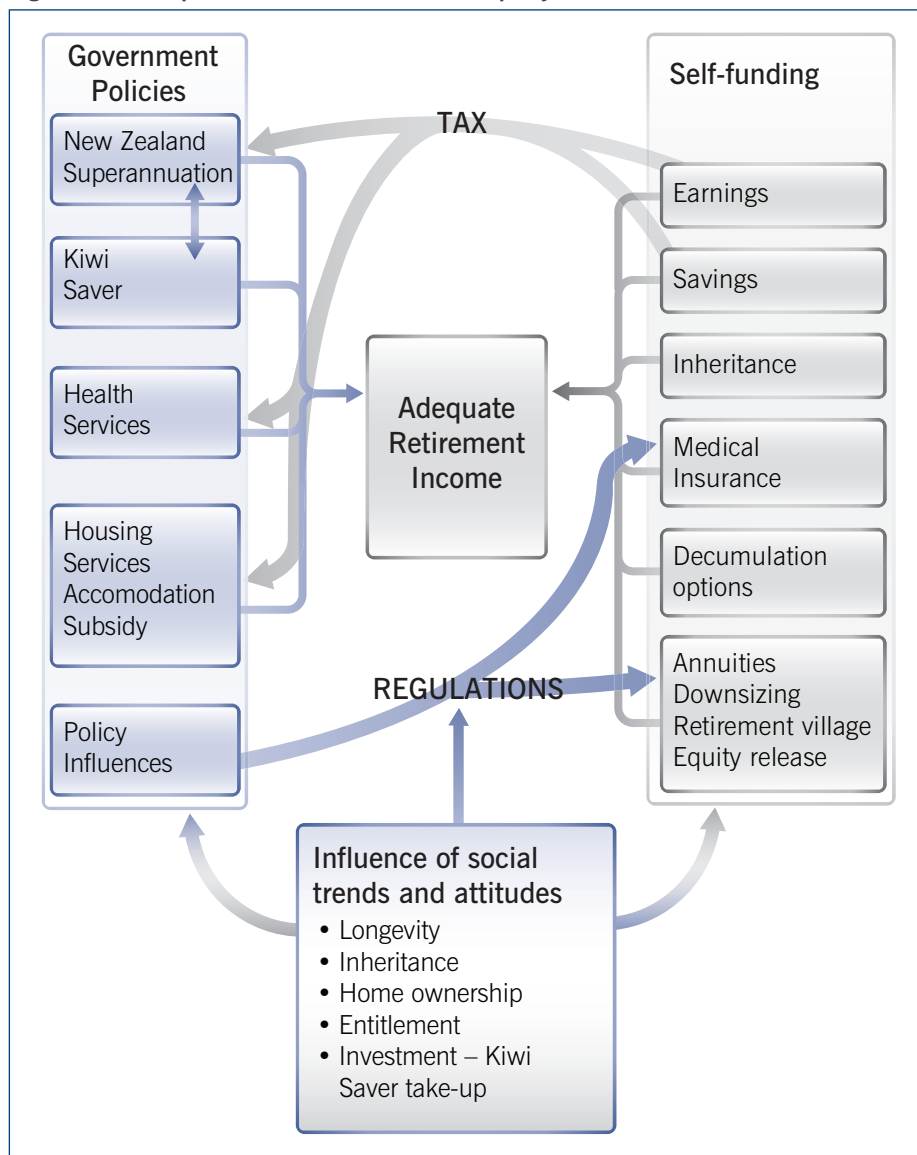 Government
Policies
New Zealand
Superannuation
Kiwi
Saver
Health
Services
Housing
Services
Accomodation
Subsidy
Policy
Influences
TAX
Adequate
Retirement
Income
REGULATIONS
Self-funding
Earnings
Savings
Inheritance
Medical
Insurance
Decumulation
options
Annuities
Downsizing
Retirement village
Equity release
Influence of social
trends and attitudes
• Longevity
• Inheritance
• Home ownership
• Entitlement
• Investment – Kiwi
Saver take-up